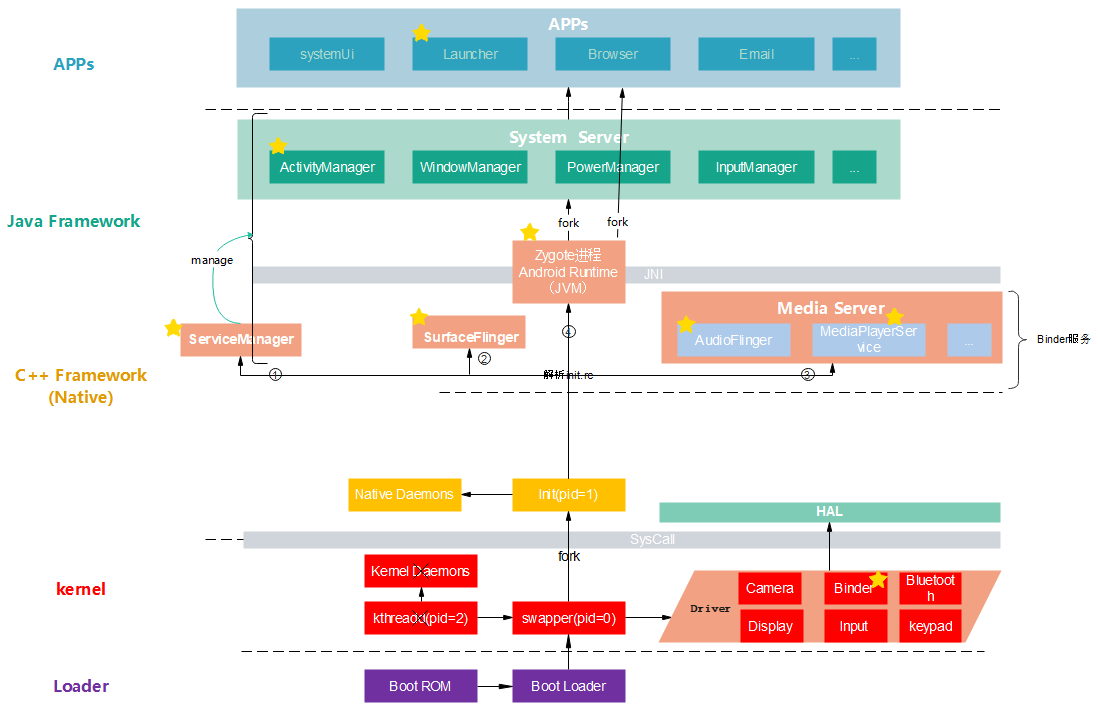 APPs
APPs
systemUi
Launcher
Browser
Email
...
System Server
ActivityManager
WindowManager
PowerManager
InputManager
...
Java Framework
fork
fork
manage
Zygote进程
Android Runtime
（JVM）
JNI
Media Server
ServiceManager
SurfaceFlinger
AudioFlinger
MediaPlayerSer
vice
...
Binder服务
①
②
③
④
解析init.rc
C++ Framework
(Native)
Native Daemons
Init(pid=1)
HAL
SysCall
fork
kernel
Kernel Daemons
kthreadd(pid=2)
swapper(pid=0)
Driver
Camera
Binder
Bluetoot
h
Display
Input
keypad
Loader
Boot ROM
Boot Loader